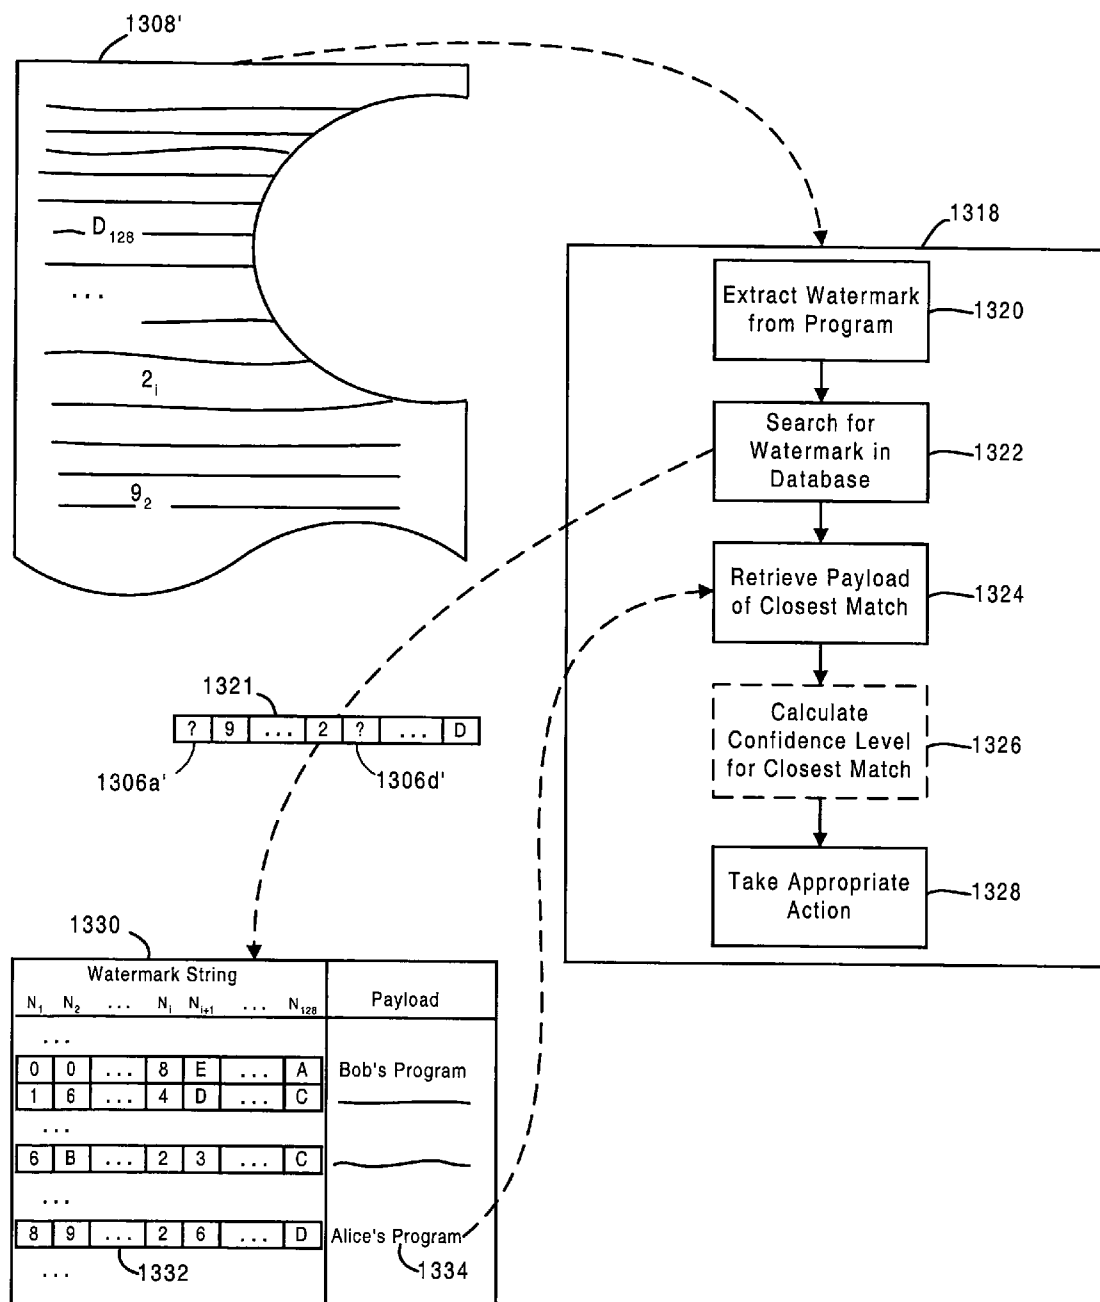 1308'
D128
...
2i
92
1318
Extract Watermark
from Program
1320
Search for
Watermark in
Database
1322
Retrieve Payload
of Closest Match
1324
Calculate
Confidence Level
for Closest Match
1326
Take Appropriate
Action
1328
1321
? 9 ... 2 ? ... D
1306a' 1306d'
1330
Watermark String
Payload
N1 N2 ... Ni Ni+1 ... N128
...
0 0 ... 8 E ... A Bob's Program
1 6 ... 4 D ... C
...
6 B ... 2 3 ... C
...
8 9 ... 2 6 ... D Alice's Program
1332 1334
...